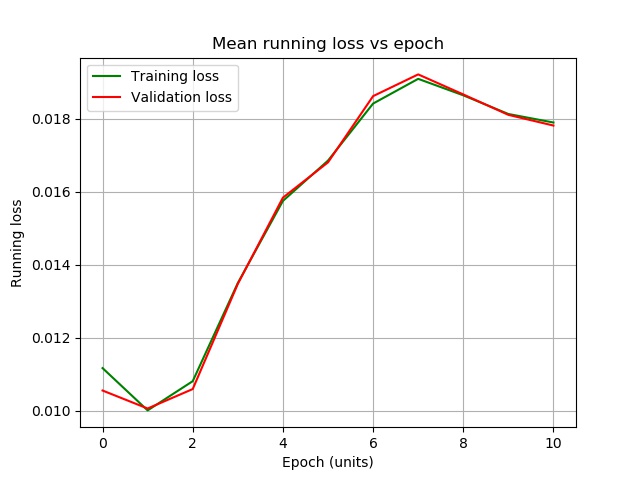 Mean running loss vs epoch
Training loss
Validation loss
0.018
0.016
0.014
0.012
0.010
Running loss
0 2 4 6 8 10
Epoch (units)